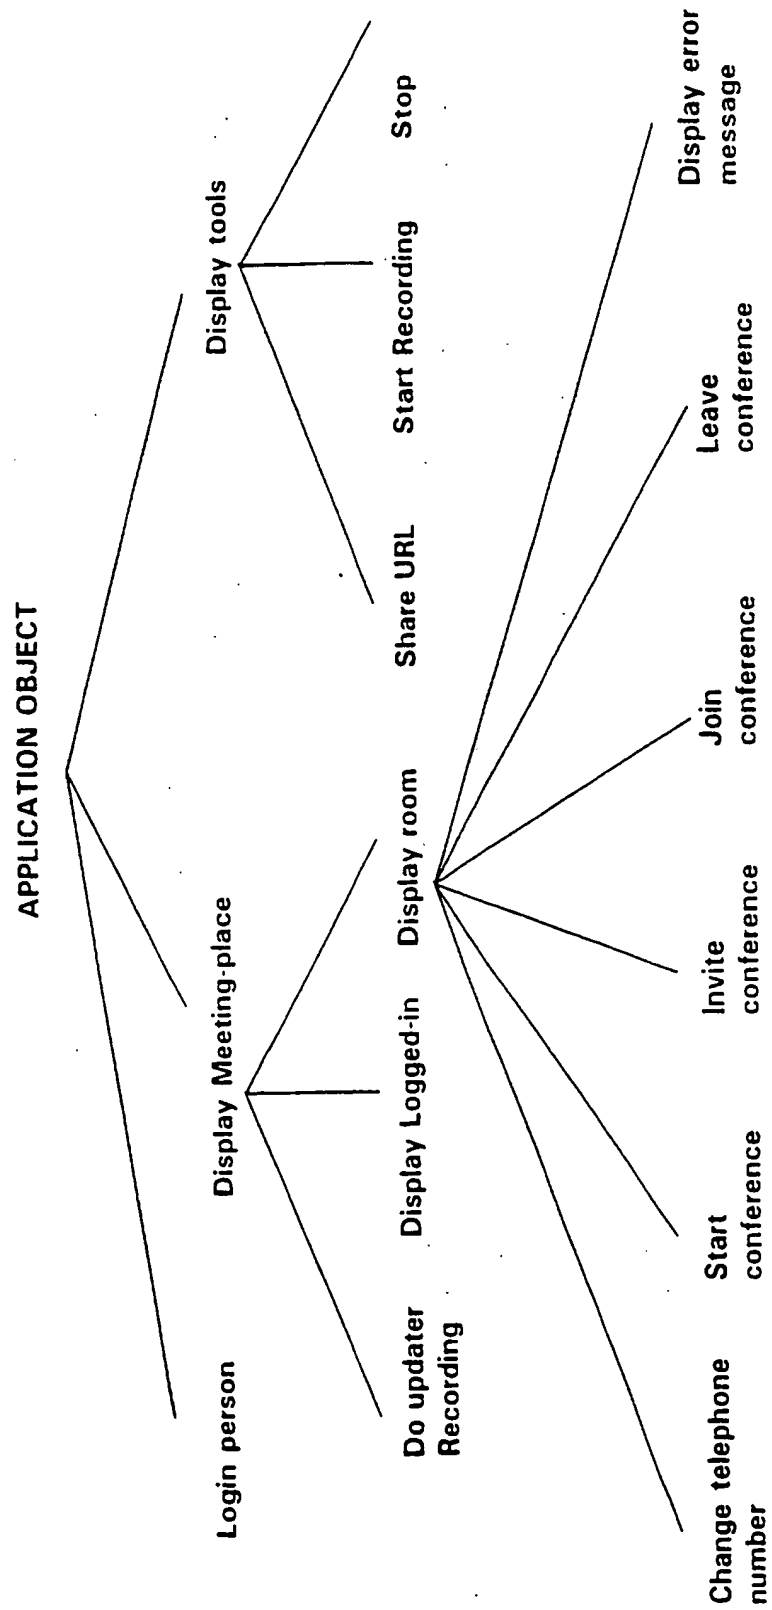 APPLICATION OBJECT
Login person
Display Meeting-place
Display tools
Do updater
Recording
Display Logged-in
Display room
Share URL
Start Recording
Stop
Change telephone
number
Start
conference
Invite
conference
Join
conference
Leave
conference
Display error
message